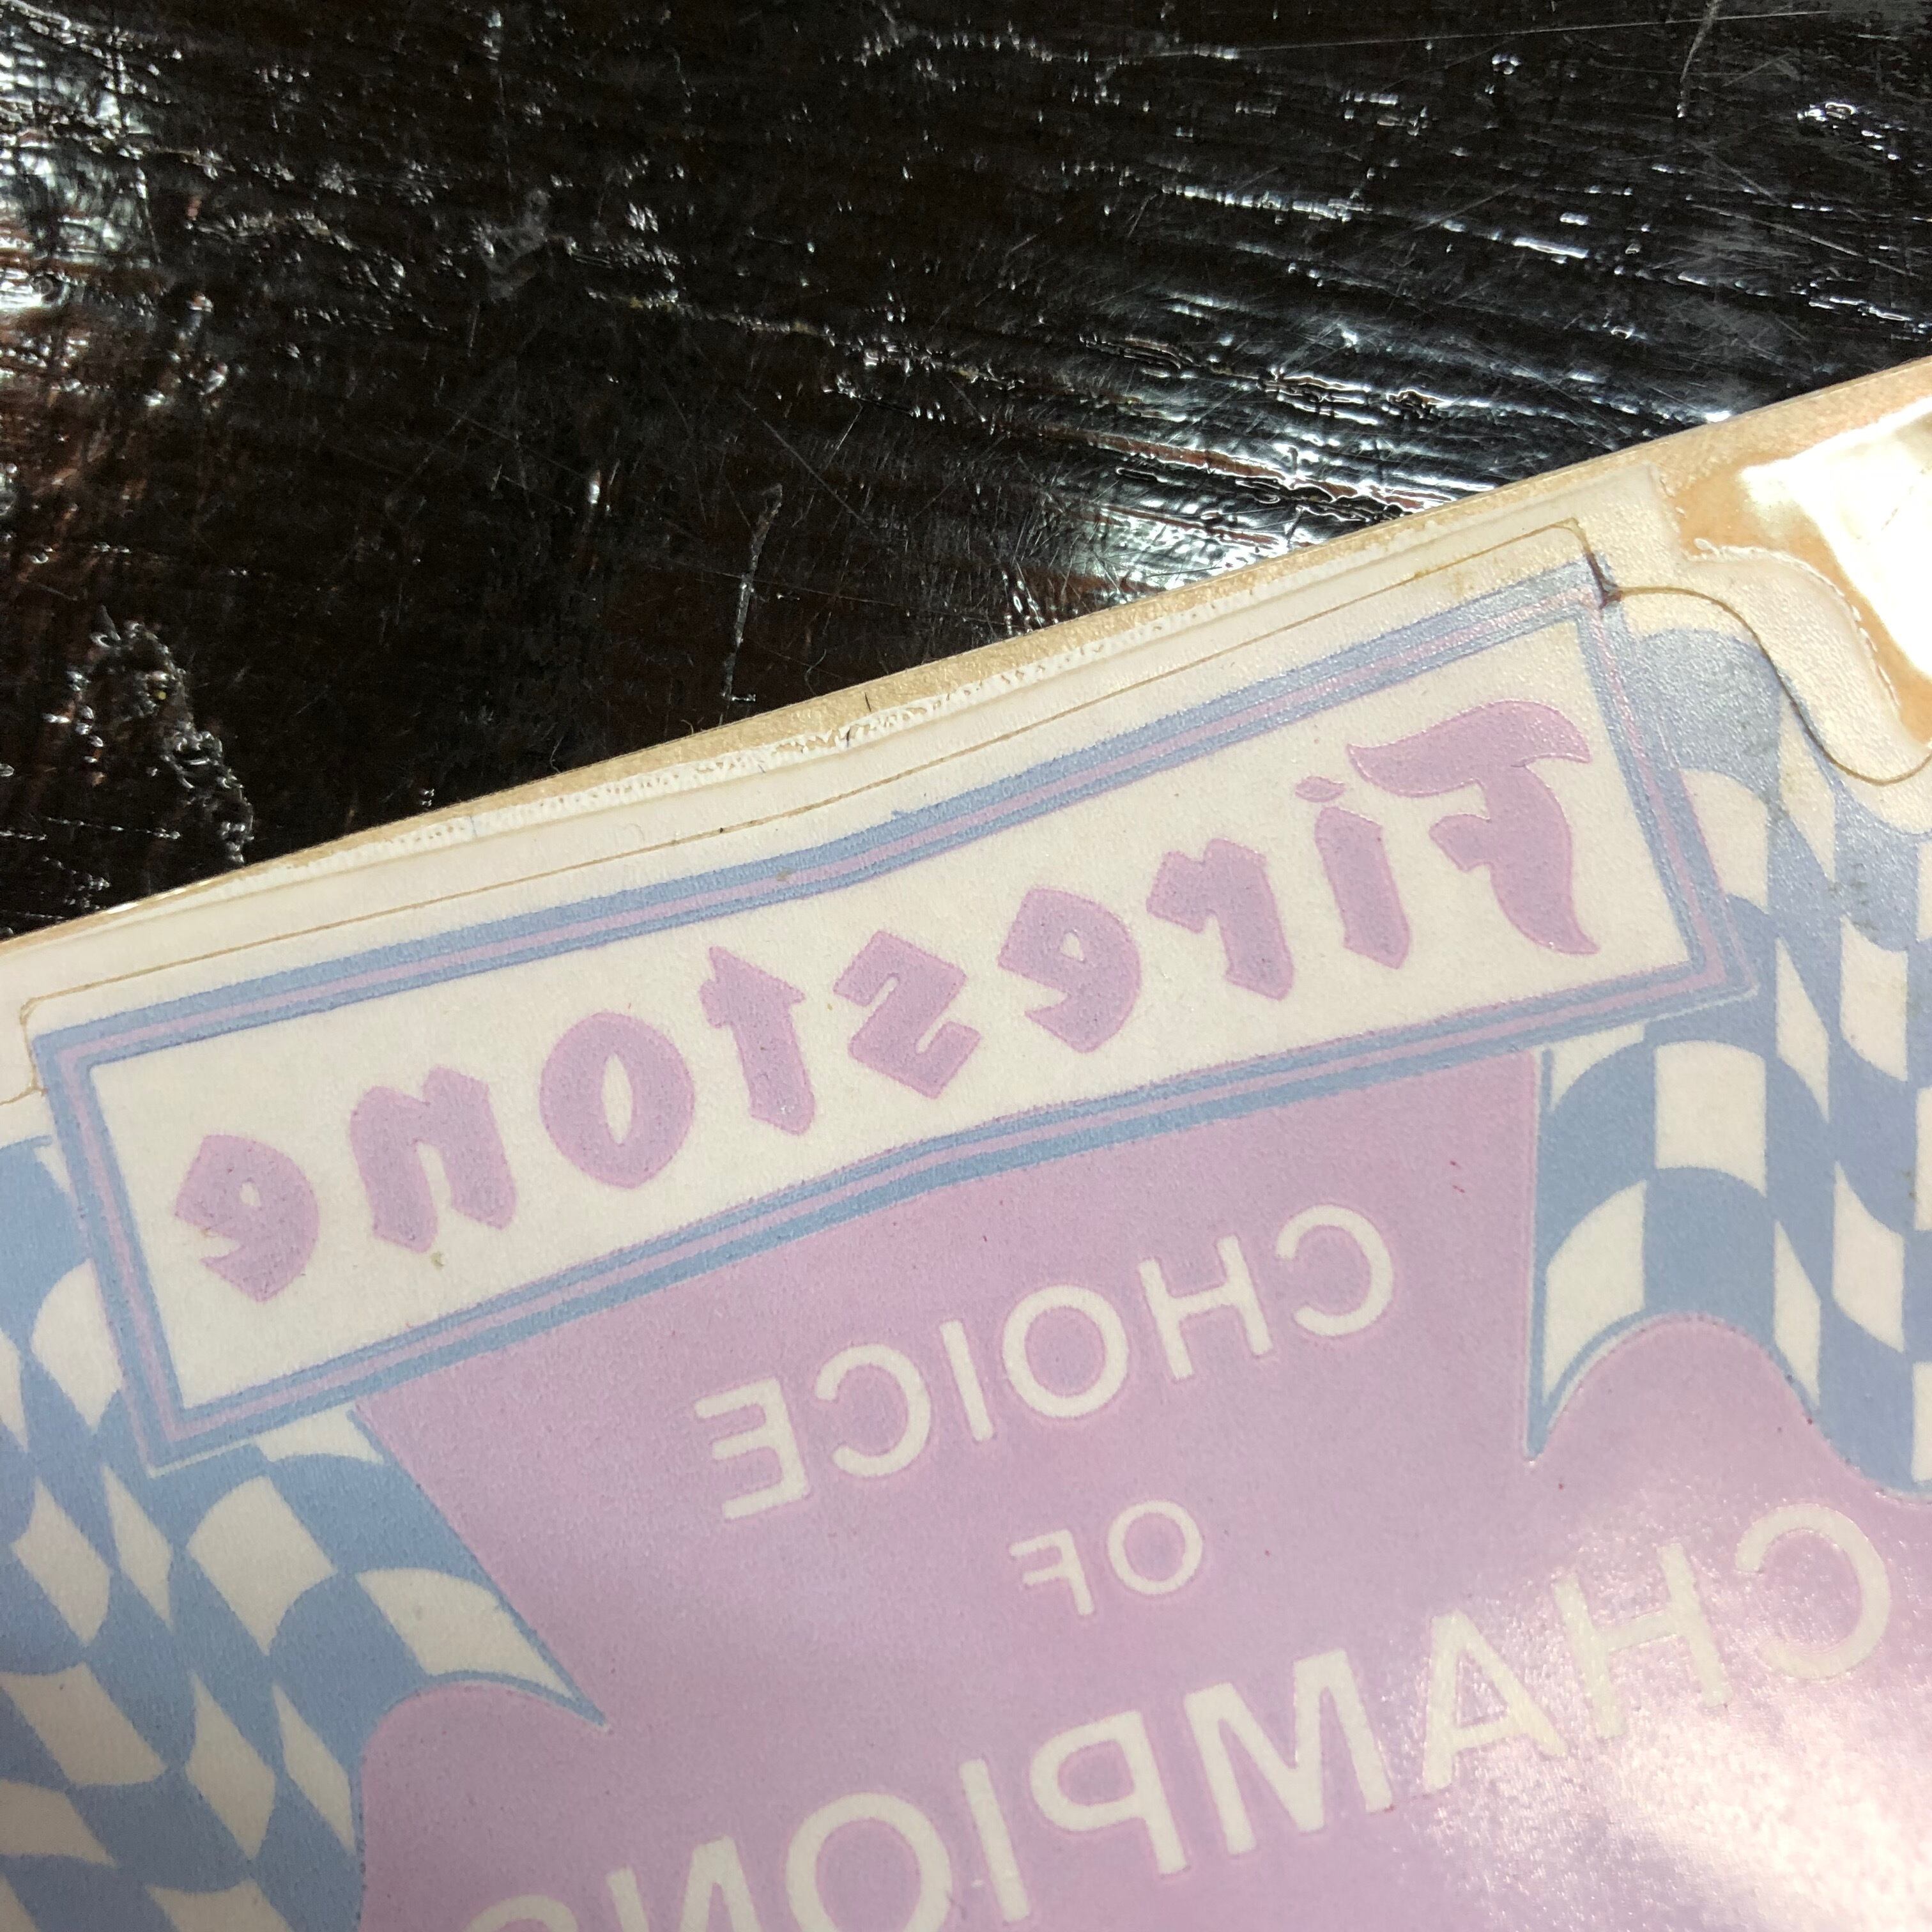 Firestone
CHOICE
OF
CHAMPIONS